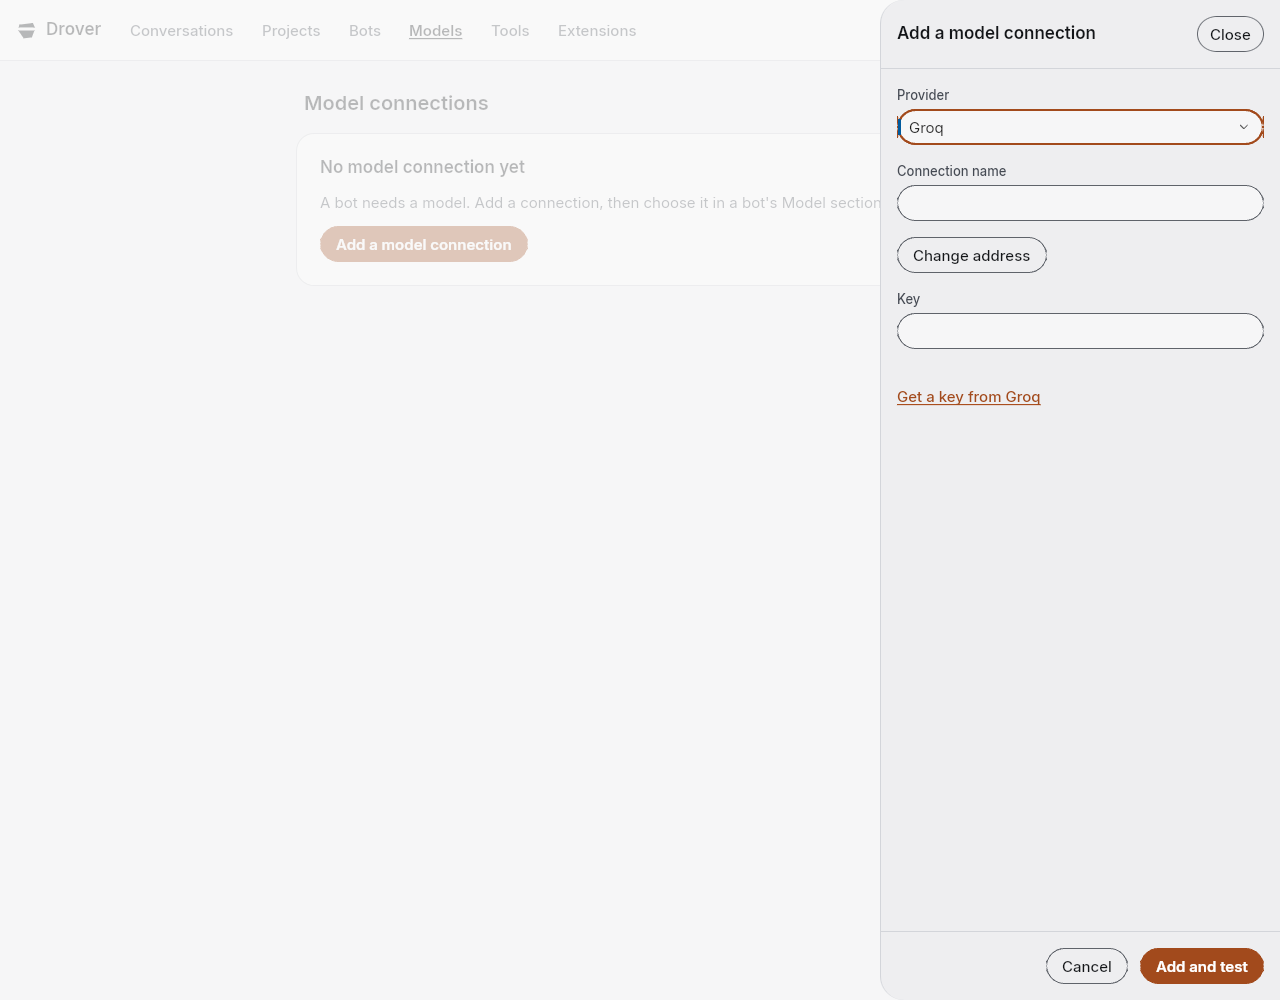 Drover
Conversations
Projects
Bots
Models
Tools
Extensions
Model connections
No model connection yet
A bot needs a model. Add a connection, then choose it in a bot's Model section
Add a model connection
Add a model connection
Close
Provider
Groq
Connection name
Change address
Key
Get a key from Groq
Cancel
Add and test